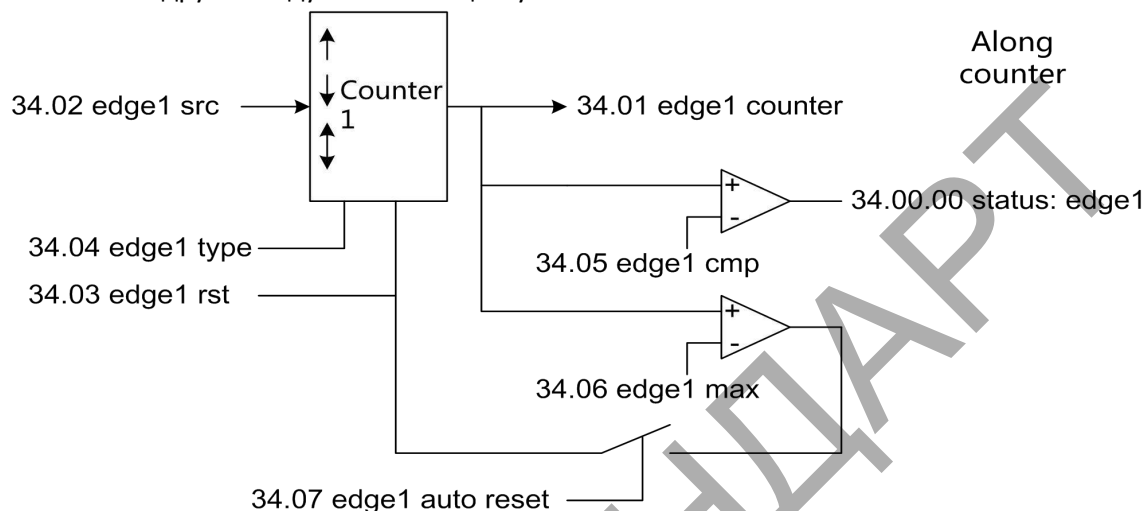 Along
counter
34.02 edge1 src
Counter
1
34.01 edge1 counter
34.00.00 status: edge1
34.04 edge1 type
34.05 edge1 cmp
34.03 edge1 rst
34.06 edge1 max
34.07 edge1 auto reset
НДАРТ